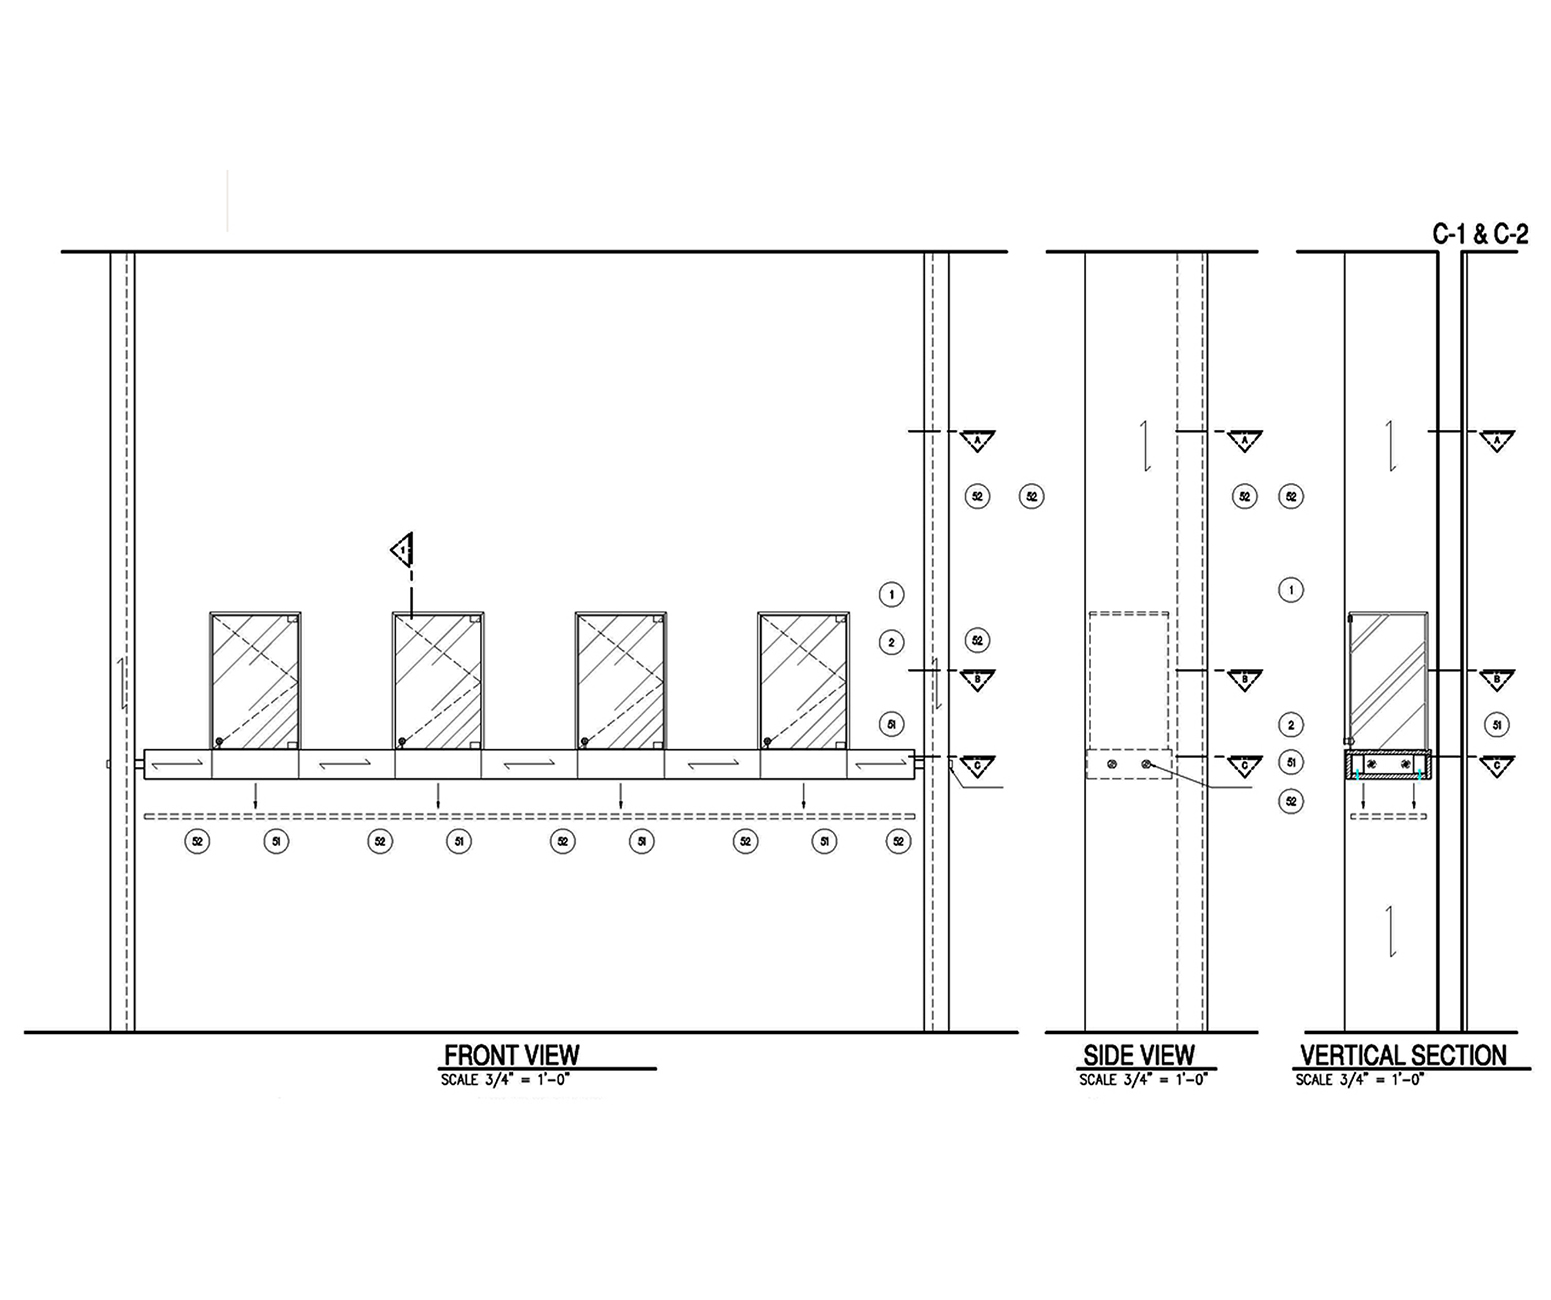 C-1 & C-2
A A A
52 52 52 52
1
1 1
2 52
B B B
51 2 51
C C C
51
52
52 51 52 51 52 51 52 51 52
FRONT VIEW
SCALE 3/4" = 1'-0"
SIDE VIEW
SCALE 3/4" = 1'-0"
VERTICAL SECTION
SCALE 3/4" = 1'-0"